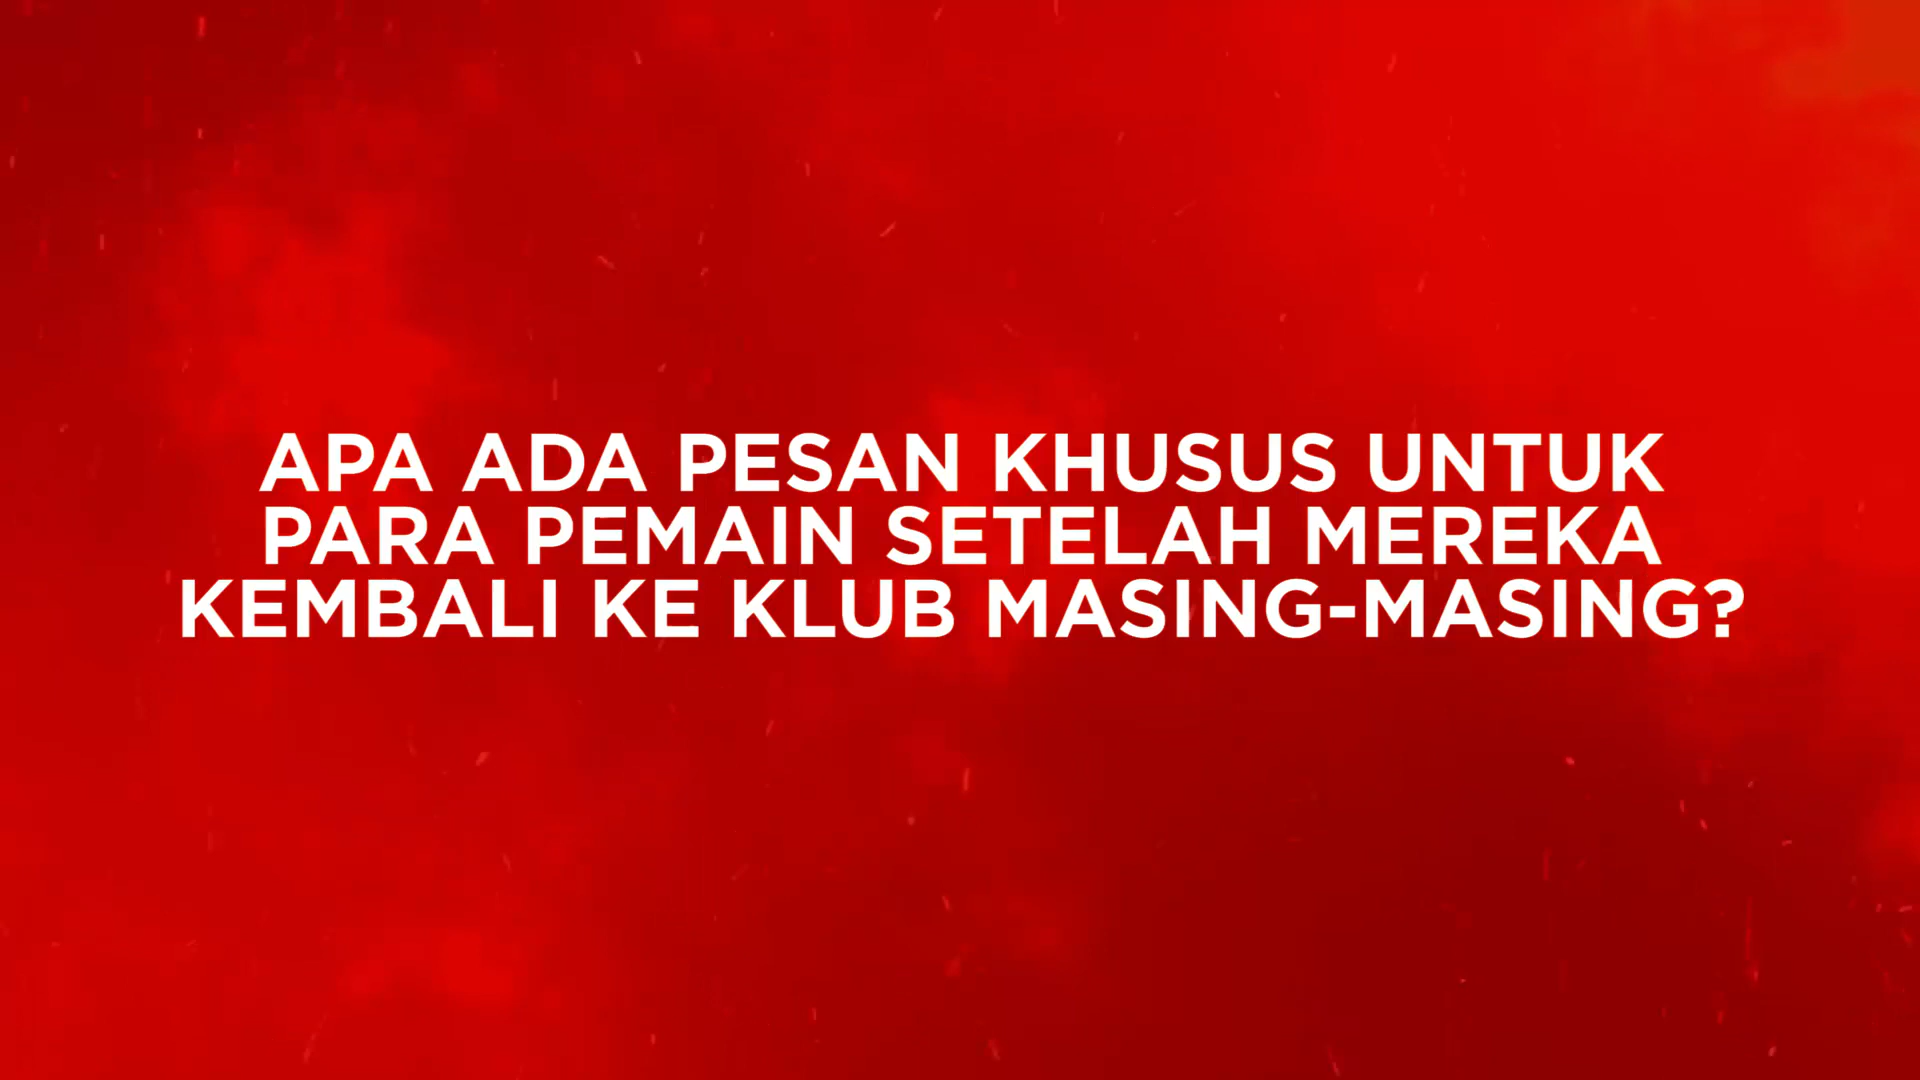 APA ADA PESAN KHUSUS UNTUK
PARA PEMAIN SETELAH MEREKA
KEMBALI KE KLUB MASING-MASING?